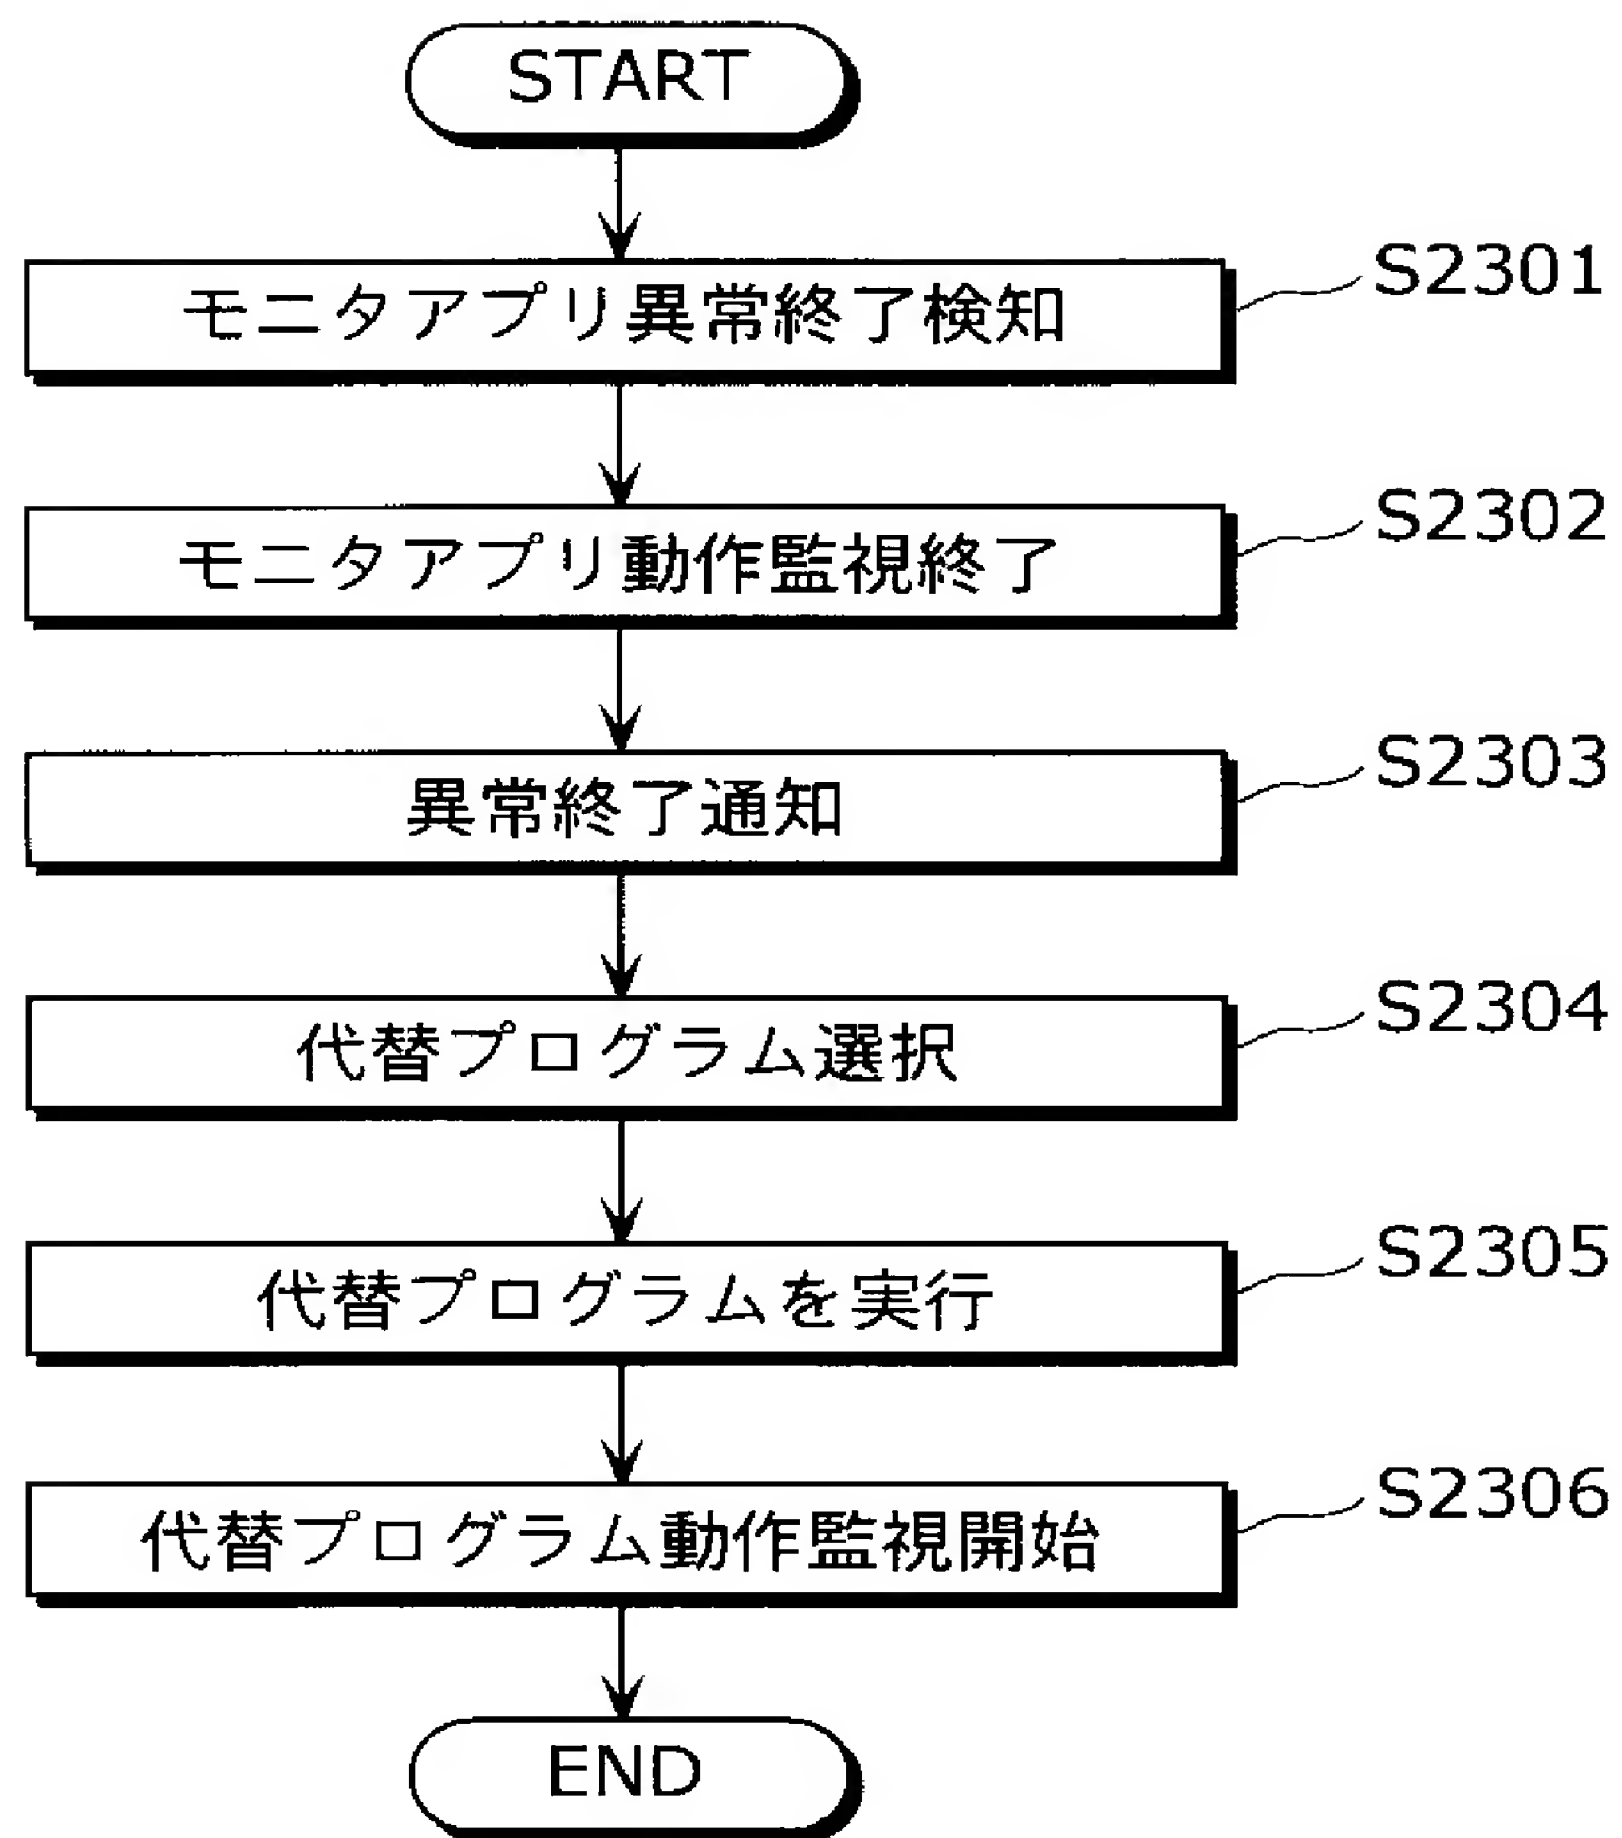 START
モニタアプリ異常終了検知
S2301
モニタアプリ動作監視終了
S2302
異常終了通知
S2303
代替プログラム選択
S2304
代替プログラムを実行
S2305
代替プログラム動作監視開始
S2306
END